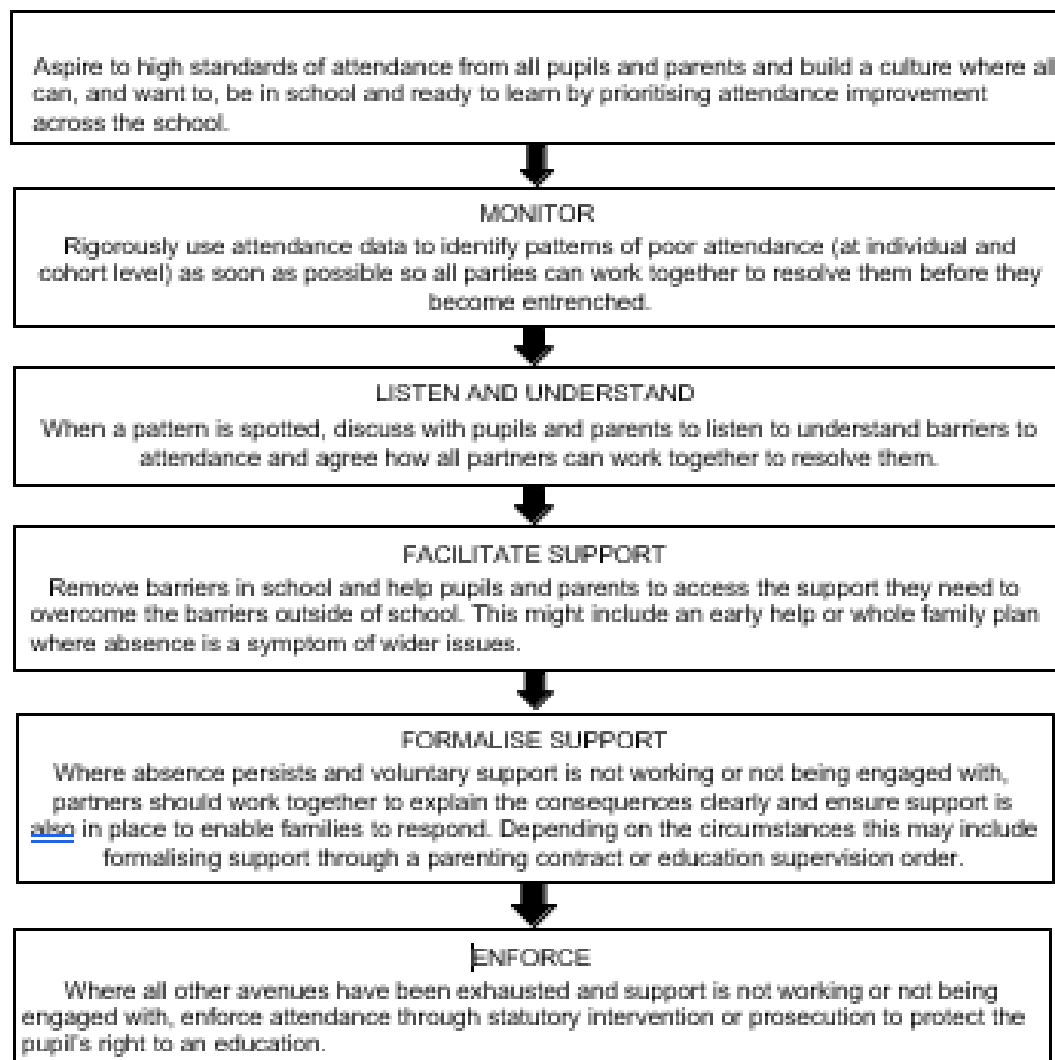 Aspire to high standards of attendance from all pupils and parents and build a culture where all
can, and want to, be in school and ready to learn by prioritising attendance improvement
across the school.
MONITOR
Rigorously use attendance data to identify patterns of poor attendance (at individual and
cohort level) as soon as possible so all parties can work together to resolve them before they
become entrenched.
LISTEN AND UNDERSTAND
When a pattern is spotted, discuss with pupils and parents to listen to understand barriers to
attendance and agree how all partners can work together to resolve them.
FACILITATE SUPPORT
Remove barriers in school and help pupils and parents to access the support they need to
overcome the barriers outside of school. This might include an early help or whole family plan
where absence is a symptom of wider issues.
FORMALISE SUPPORT
Where absence persists and voluntary support is not working or not being engaged with,
partners should work together to explain the consequences clearly and ensure support is
also in place to enable families to respond. Depending on the circumstances this may include
formalising support through a parenting contract or education supervision order.
ENFORCE
Where all other avenues have been exhausted and support is not working or not being
engaged with, enforce attendance through statutory intervention or prosecution to protect the
pupil's right to an education.